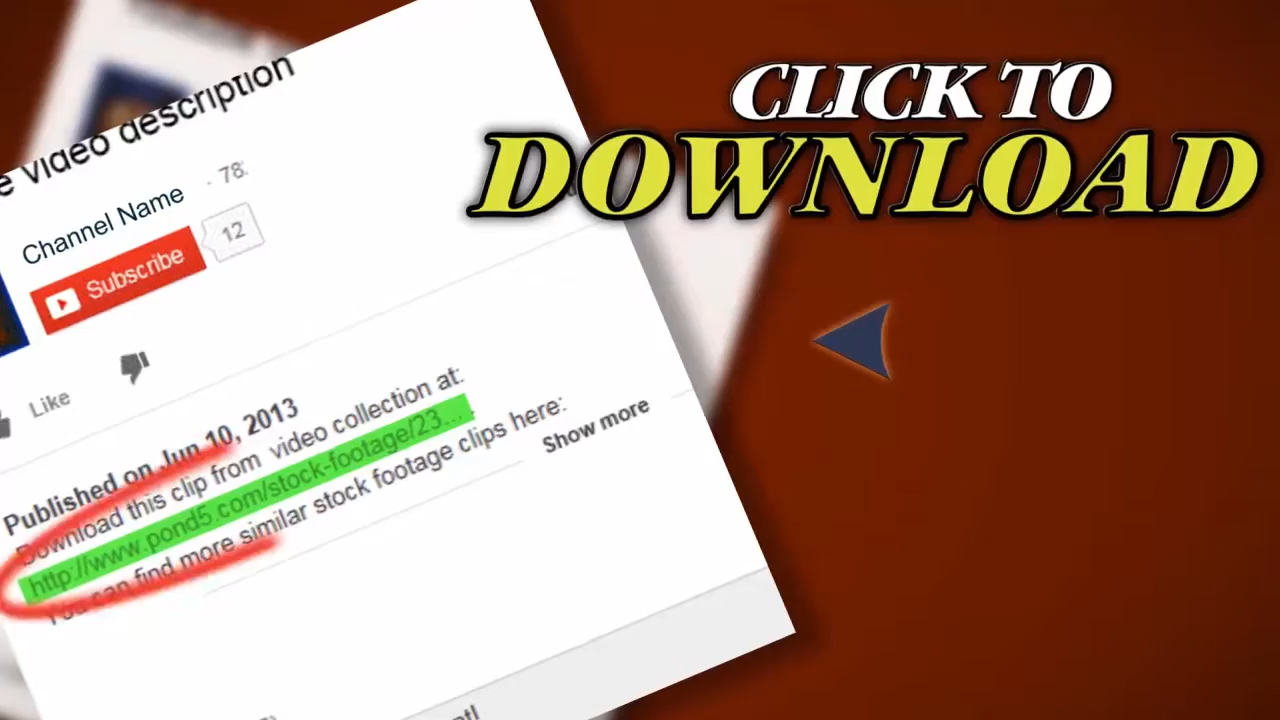 CLICK TO
DOWNLOAD
e video description
Channel Name
Subscribe
12
Like
Published on Jun 10, 2013
Download this clip from video collection at:
http://www.pond5.com/stock-footage/23...
You can find more similar stock footage clips here:
Show more